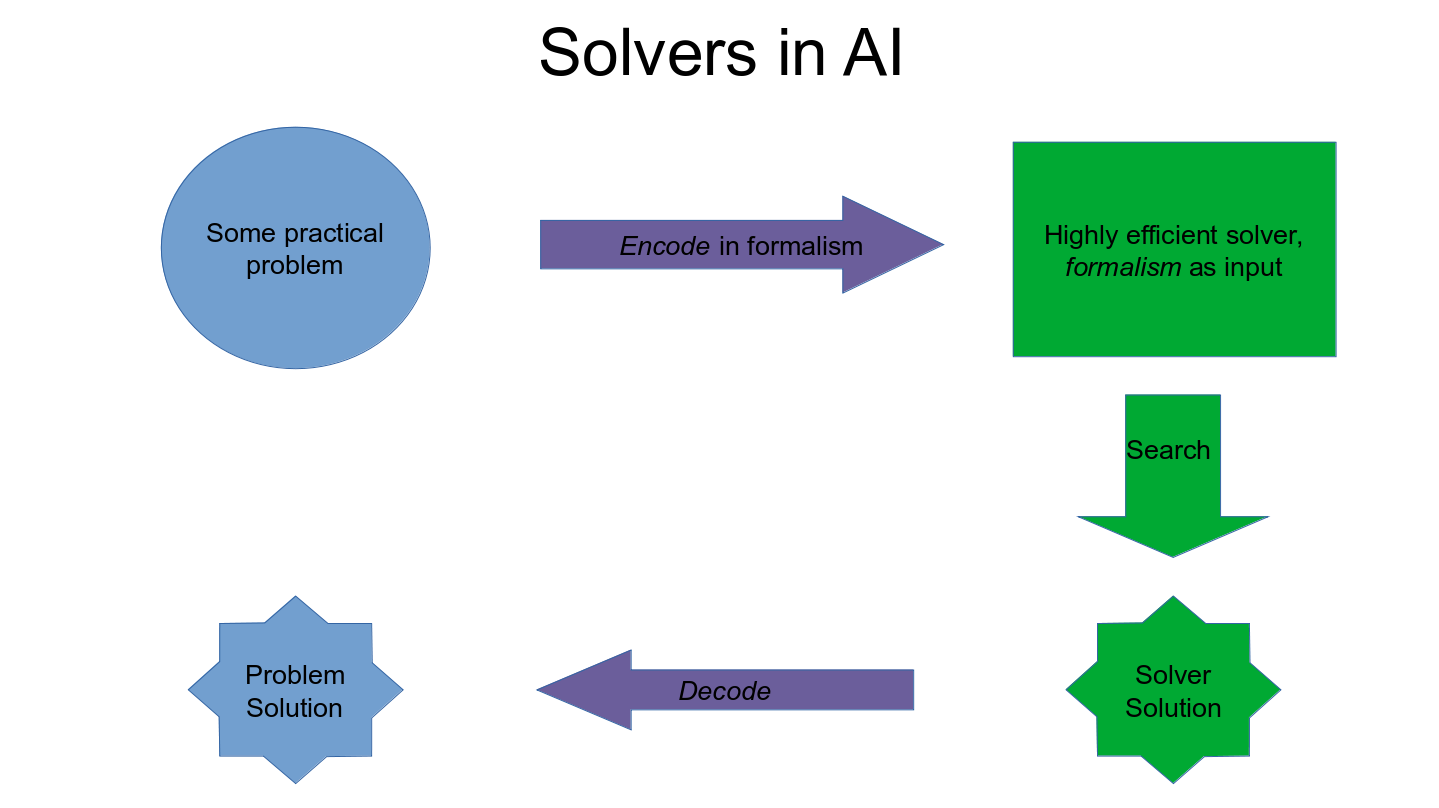 Solvers in AI
Some practical
problem
Encode in formalism
Highly efficient solver,
formalism as input
Search
Problem
Solution
Decode
Solver
Solution